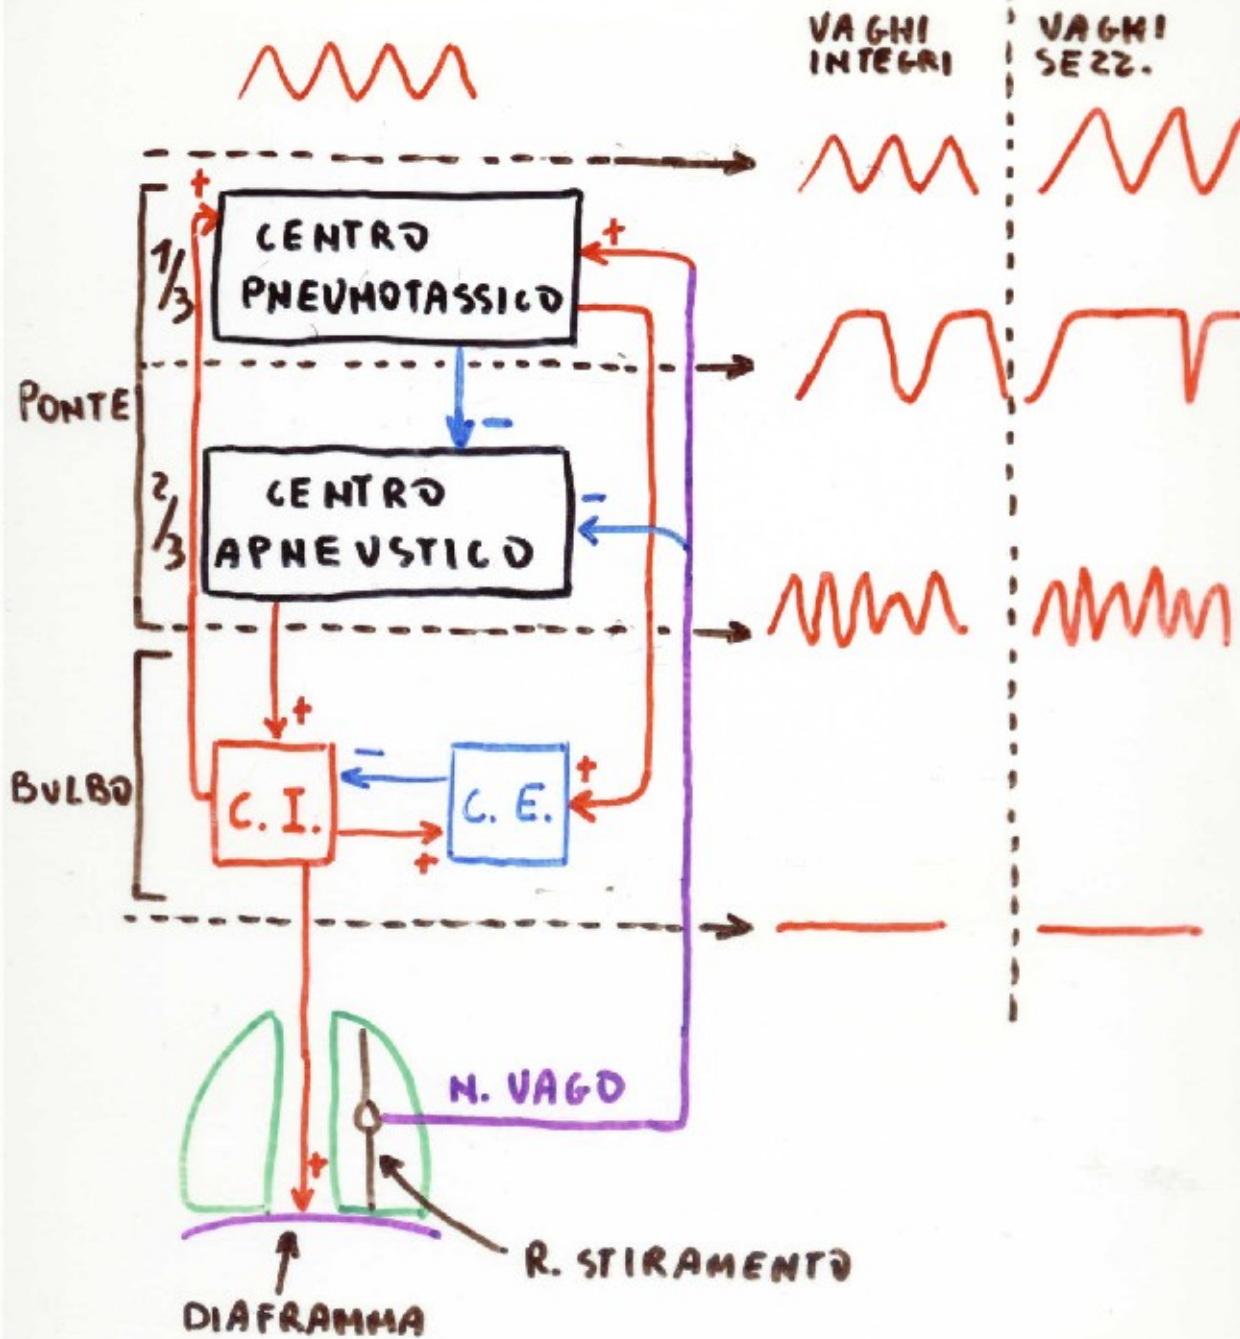 VAGHI
INTEGRI
VAGHI
SEZZ.
+
+
1/3
CENTRO
PNEUMOTASSICO
PONTE
-
2/3
CENTRO
APNEUSTICO
-
+
BULBO
C. I.
-
+
C. E.
+
N. VAGO
+
R. STIRAMENTO
DIAFRAMMA